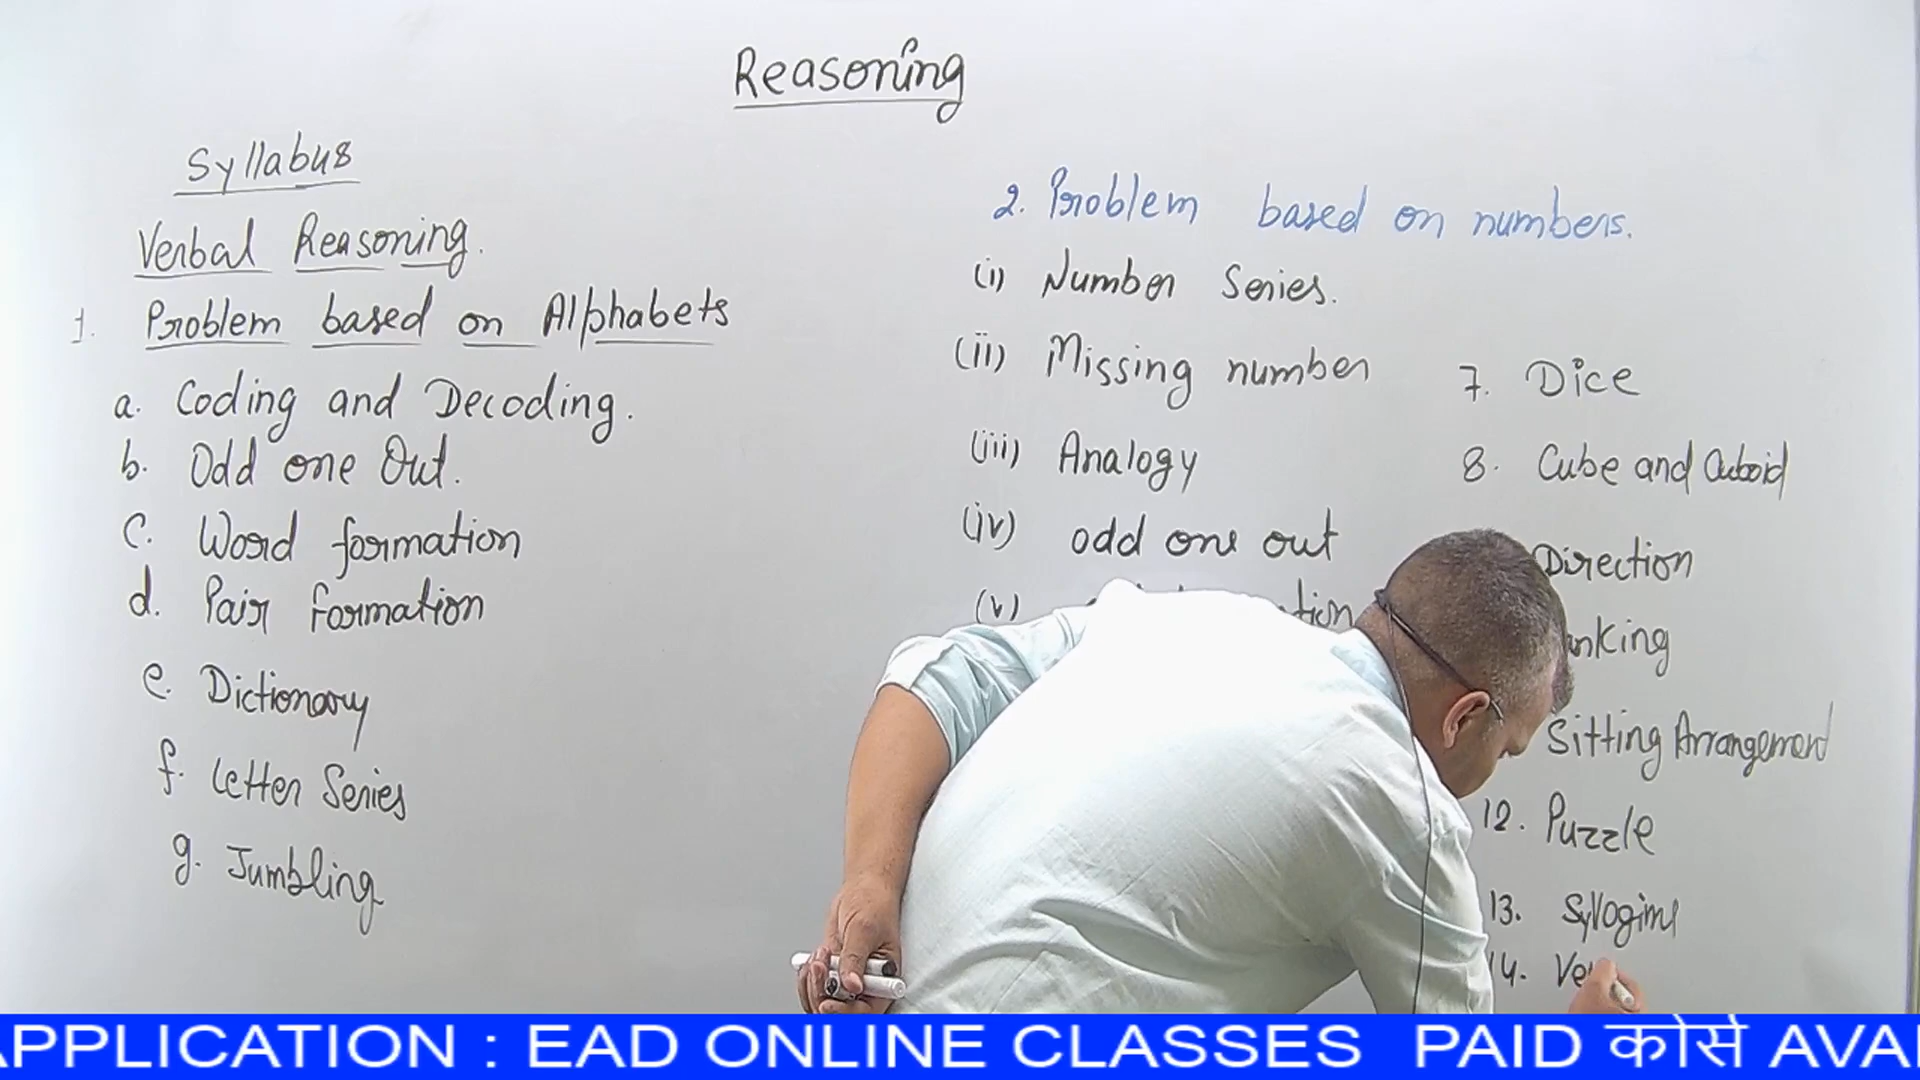 Reasoning
Syllabus
Verbal Reasoning.
1. Problem based on Alphabets
a. Coding and Decoding.
b. Odd one Out.
C. Word formation
d. Pair formation
e. Dictionary
f. Letter Series
g. Jumbling
2. Problem based on numbers.
(i) Number Series.
(ii) Missing number
(iii) Analogy
(iv) odd one out
(v)
7. Dice
8. Cube and Cuboid
Direction
Sitting Arrangement
12. Puzzle
13. Syllogims
14. Ve
APPLICATION : EAD ONLINE CLASSES PAID कोर्स AVAI